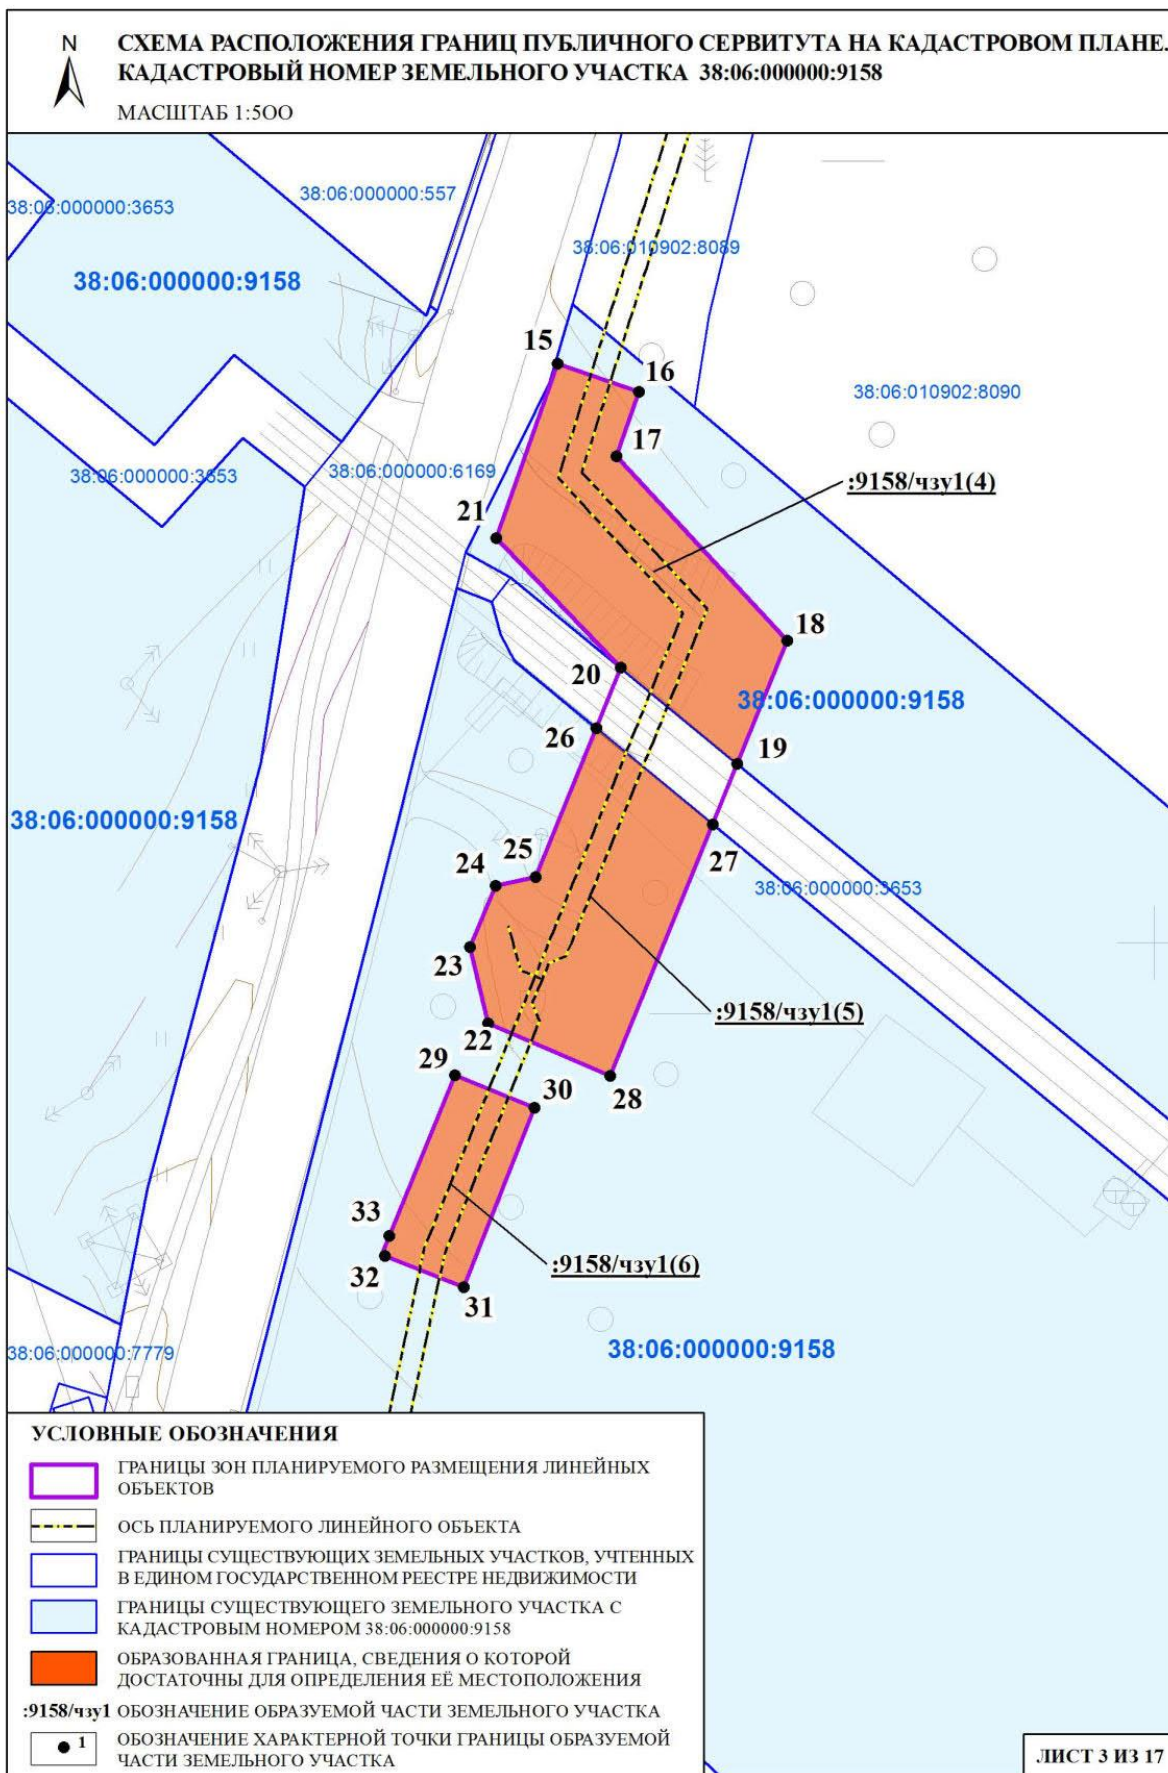 N
СХЕМА РАСПОЛОЖЕНИЯ ГРАНИЦ ПУБЛИЧНОГО СЕРВИТУТА НА КАДАСТРОВОМ ПЛАНЕ.
КАДАСТРОВЫЙ НОМЕР ЗЕМЕЛЬНОГО УЧАСТКА 38:06:000000:9158
МАСШТАБ 1:5ОО
38:06:000000:557
38:06:000000:3653
38:06:010902:8089
38:06:000000:9158
15
16
38:06:010902:8090
17
38:06:000000:3653
38:06:000000:6169
:9158/чзу1(4)
21
18
20
38:06:000000:9158
26
19
38:06:000000:9158
25
27
24
38:06:000000:3653
23
:9158/чзу1(5)
22
29
30
28
33
32
:9158/чзу1(6)
31
38:06:000000:9158
38:06:000000:7779
УСЛОВНЫЕ ОБОЗНАЧЕНИЯ
ГРАНИЦЫ ЗОН ПЛАНИРУЕМОГО РАЗМЕЩЕНИЯ ЛИНЕЙНЫХ
ОБЪЕКТОВ
ОСЬ ПЛАНИРУЕМОГО ЛИНЕЙНОГО ОБЪЕКТА
ГРАНИЦЫ СУЩЕСТВУЮЩИХ ЗЕМЕЛЬНЫХ УЧАСТКОВ, УЧТЕННЫХ
В ЕДИНОМ ГОСУДАРСТВЕННОМ РЕЕСТРЕ НЕДВИЖИМОСТИ
ГРАНИЦЫ СУЩЕСТВУЮЩЕГО ЗЕМЕЛЬНОГО УЧАСТКА С
КАДАСТРОВЫМ НОМЕРОМ 38:06:000000:9158
ОБРАЗОВАННАЯ ГРАНИЦА, СВЕДЕНИЯ О КОТОРОЙ
ДОСТАТОЧНЫ ДЛЯ ОПРЕДЕЛЕНИЯ ЕЁ МЕСТОПОЛОЖЕНИЯ
:9158/чзу1 ОБОЗНАЧЕНИЕ ОБРАЗУЕМОЙ ЧАСТИ ЗЕМЕЛЬНОГО УЧАСТКА
1 ОБОЗНАЧЕНИЕ ХАРАКТЕРНОЙ ТОЧКИ ГРАНИЦЫ ОБРАЗУЕМОЙ
ЧАСТИ ЗЕМЕЛЬНОГО УЧАСТКА
ЛИСТ 3 ИЗ 17